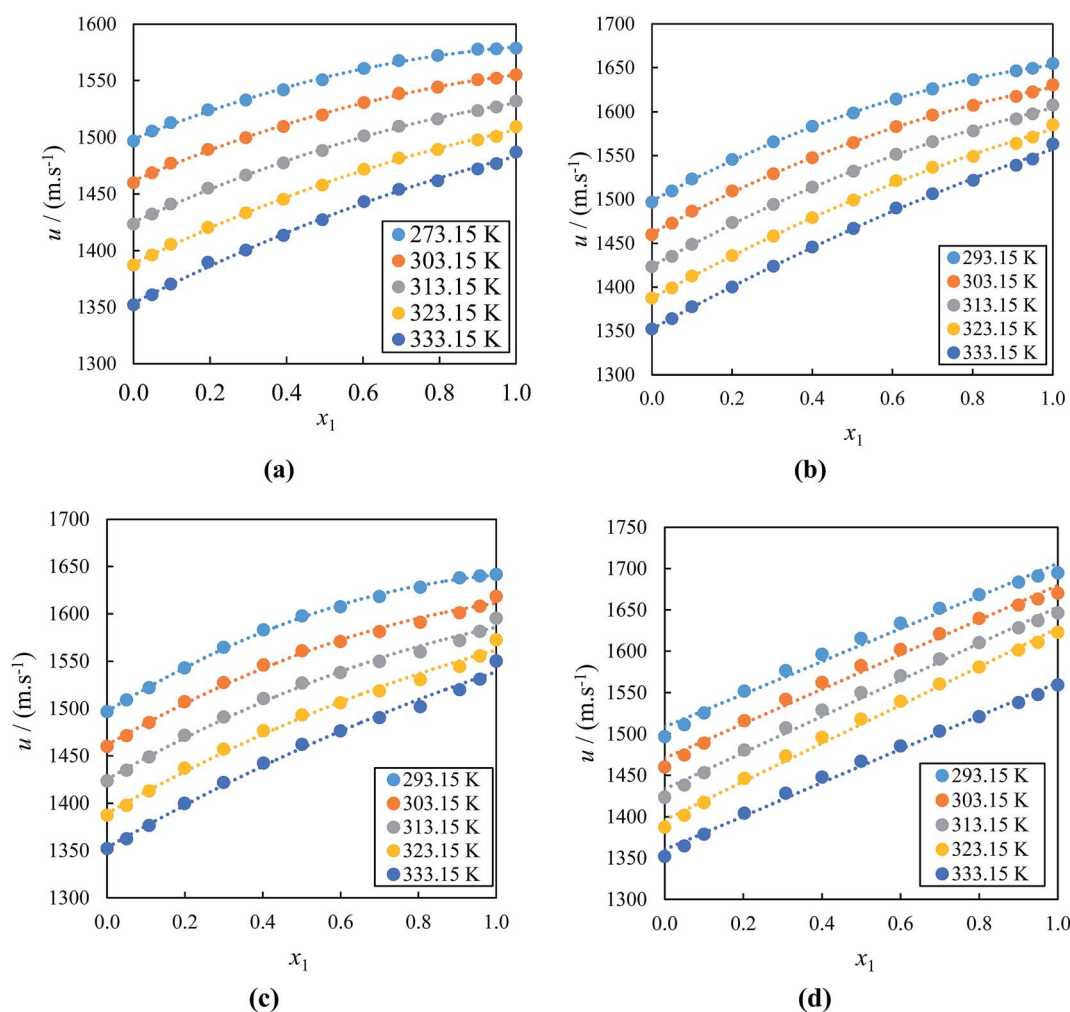 1600
1550
1500
1450
1400
1350
1300
u / (m.s⁻¹)
273.15 K
303.15 K
313.15 K
323.15 K
333.15 K
0.0 0.2 0.4 0.6 0.8 1.0
x₁
(a)
1700
1650
1600
1550
1500
1450
1400
1350
1300
u / (m.s⁻¹)
293.15 K
303.15 K
313.15 K
323.15 K
333.15 K
0.0 0.2 0.4 0.6 0.8 1.0
x₁
(b)
1700
1650
1600
1550
1500
1450
1400
1350
1300
u / (m.s⁻¹)
293.15 K
303.15 K
313.15 K
323.15 K
333.15 K
0.0 0.2 0.4 0.6 0.8 1.0
x₁
(c)
1750
1700
1650
1600
1550
1500
1450
1400
1350
1300
u / (m.s⁻¹)
293.15 K
303.15 K
313.15 K
323.15 K
333.15 K
0.0 0.2 0.4 0.6 0.8 1.0
x₁
(d)